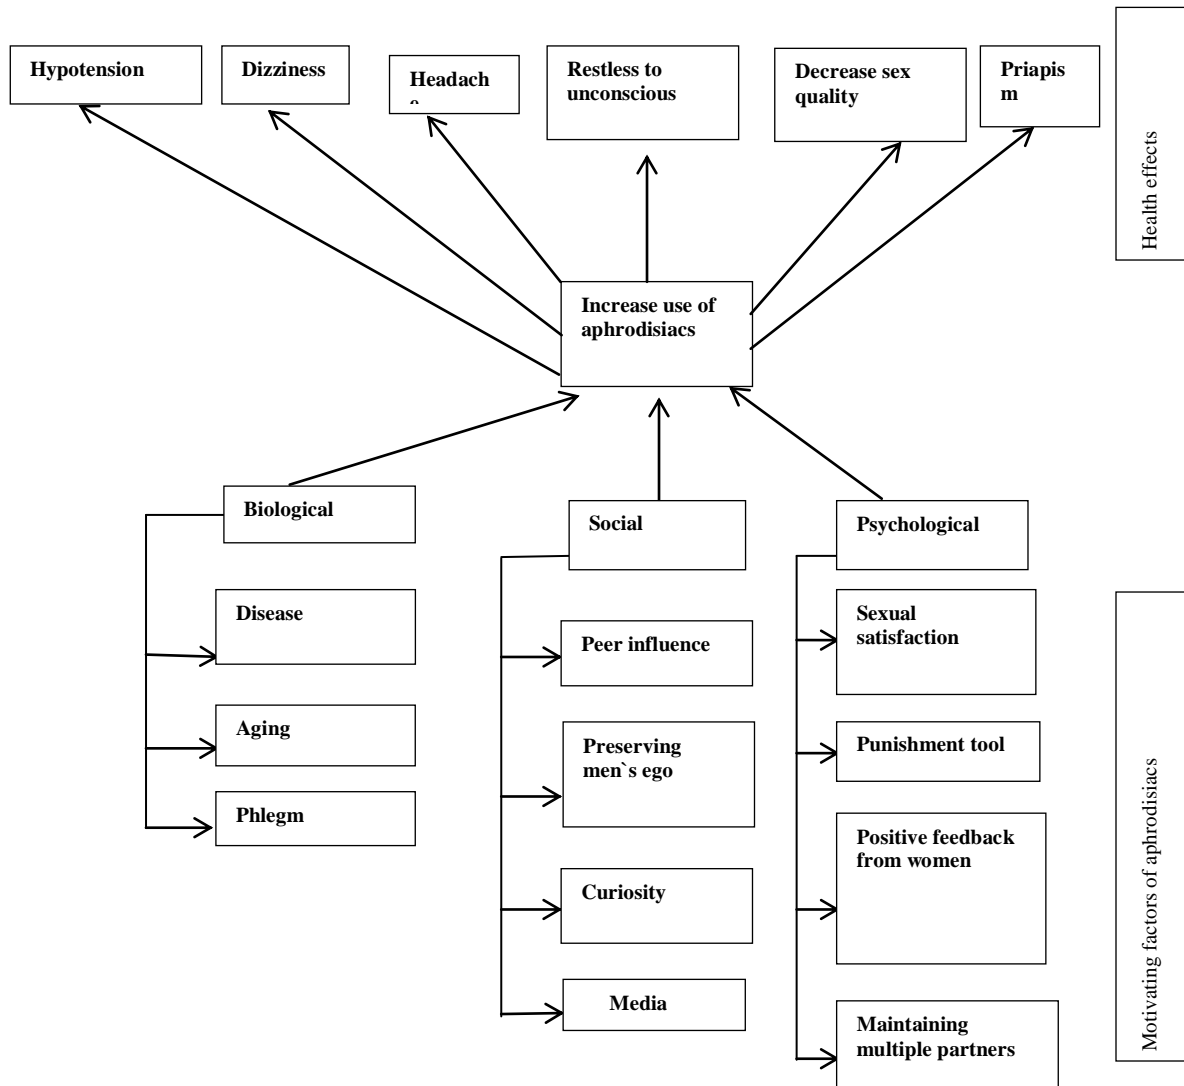 Hypotension
Dizziness
Headach
Restless to
unconscious
Decrease sex
quality
Priapis
m
Health effects
Increase use of
aphrodisiacs
Biological
Social
Psychological
Disease
Aging
Phlegm
Peer influence
Preserving
men`s ego
Curiosity
Media
Sexual
satisfaction
Punishment tool
Positive feedback
from women
Maintaining
multiple partners
Motivating factors of aphrodisiacs